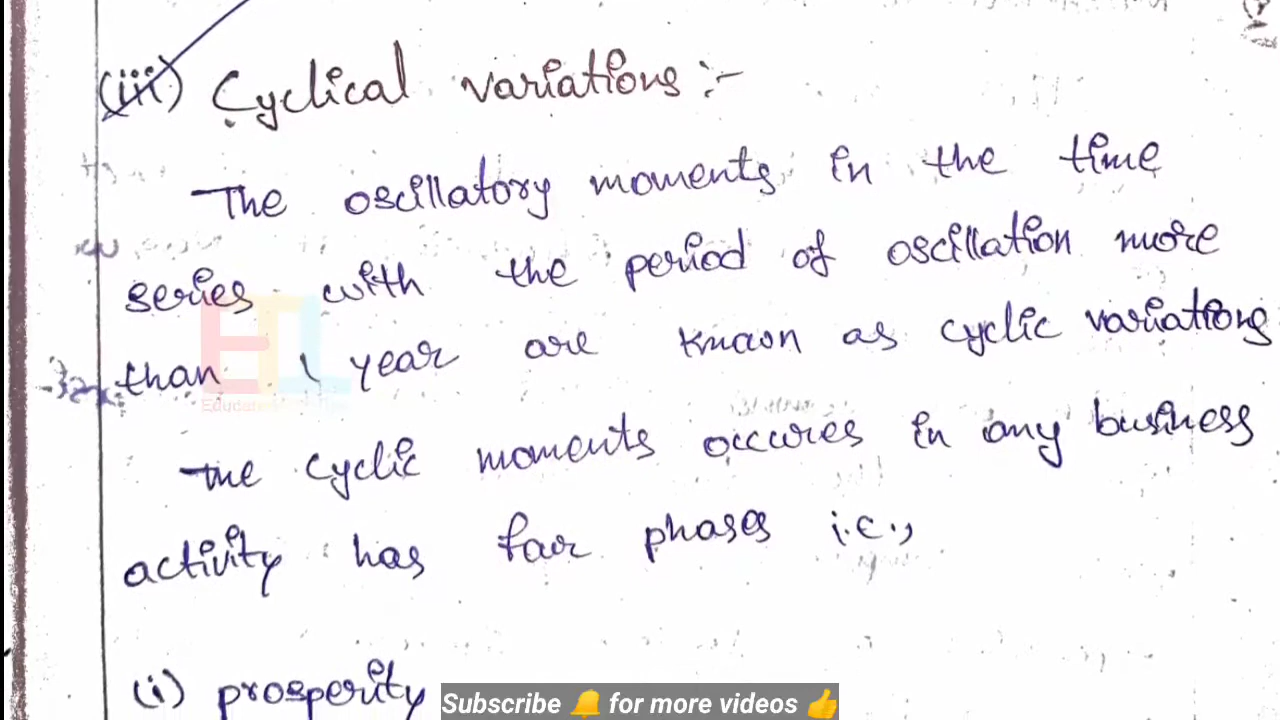 (iii) Cyclical variations :-
The oscillatory moments in the time
series with the period of oscillation more
than 1 year are known as cyclic variations
The cyclic moments occures in any business
activity has four phases i.e.,
(i) prosperity
Subscribe 🔔 for more videos 👍